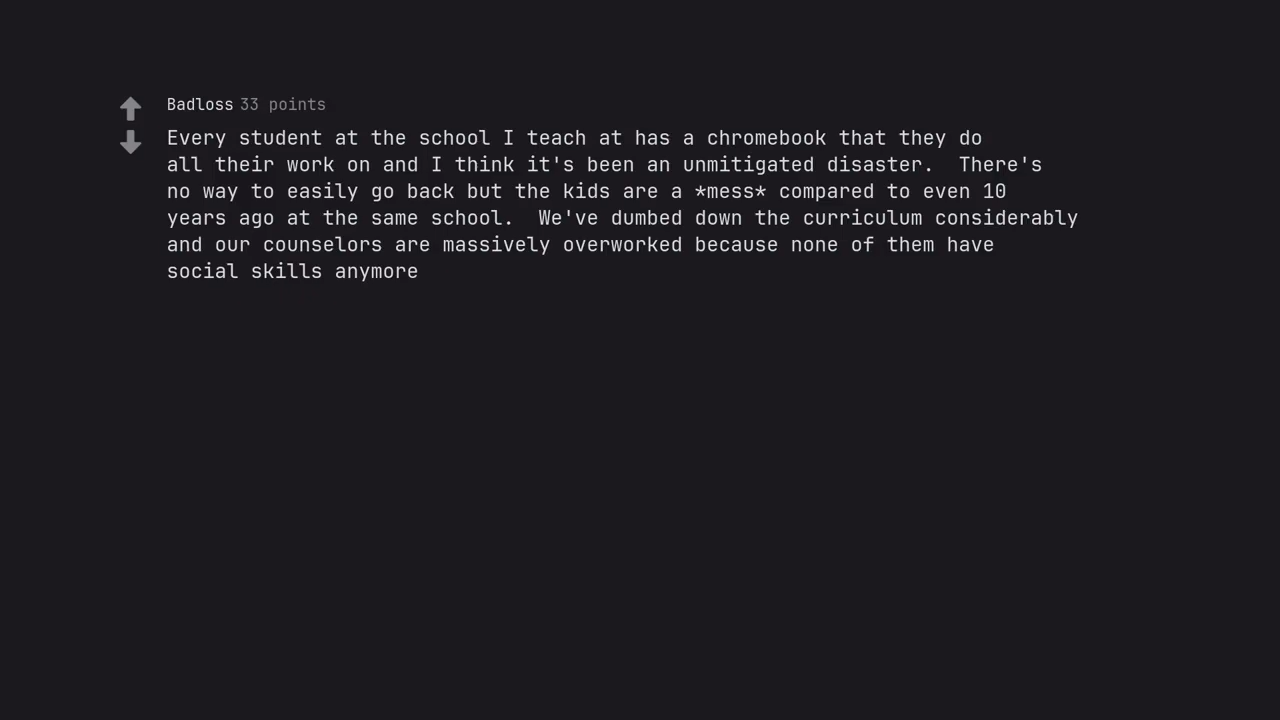 Badloss 33 points
Every student at the school I teach at has a chromebook that they do
all their work on and I think it's been an unmitigated disaster.  There's
no way to easily go back but the kids are a *mess* compared to even 10
years ago at the same school.  We've dumbed down the curriculum considerably
and our counselors are massively overworked because none of them have
social skills anymore